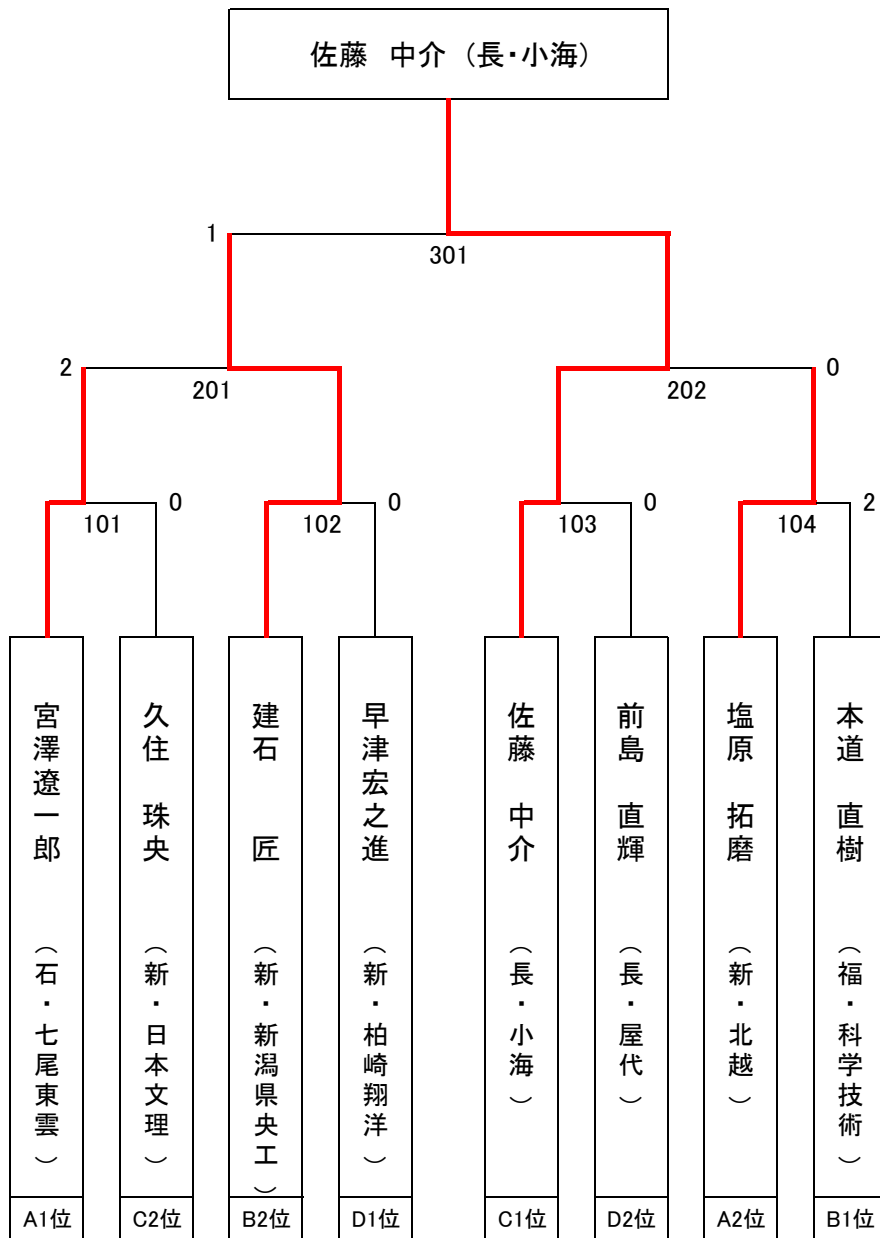 佐藤　中介（長・小海）
1
301
2
201
202
0
0
101
0
102
0
103
2
104
宮澤遼一郎（石・七尾東雲）
久住　珠央（新・日本文理）
建石　匠（新・新潟県央工）
早津宏之進（新・柏崎翔洋）
佐藤　中介（長・小海）
前島　直輝（長・屋代）
塩原　拓磨（新・北越）
本道　直樹（福・科学技術）
A1位
C2位
B2位
D1位
C1位
D2位
A2位
B1位